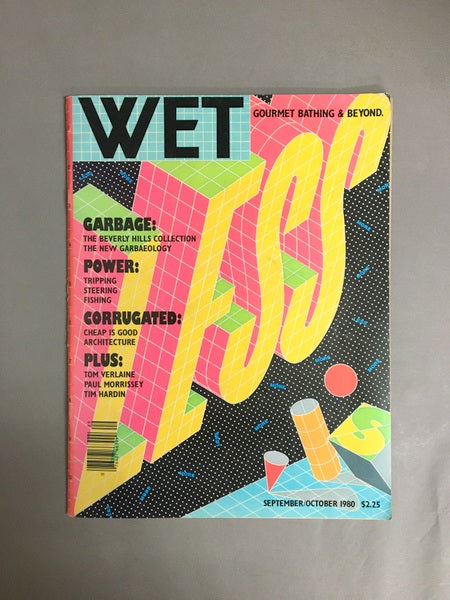 WET
GOURMET BATHING & BEYOND.
LESS
GARBAGE:
THE BEVERLY HILLS COLLECTION
THE NEW GARBAEOLOGY
POWER:
TRIPPING
STEERING
FISHING
CORRUGATED:
CHEAP IS GOOD
ARCHITECTURE
PLUS:
TOM VERLAINE
PAUL MORRISSEY
TIM HARDIN
S
SEPTEMBER/OCTOBER 1980 $2.25